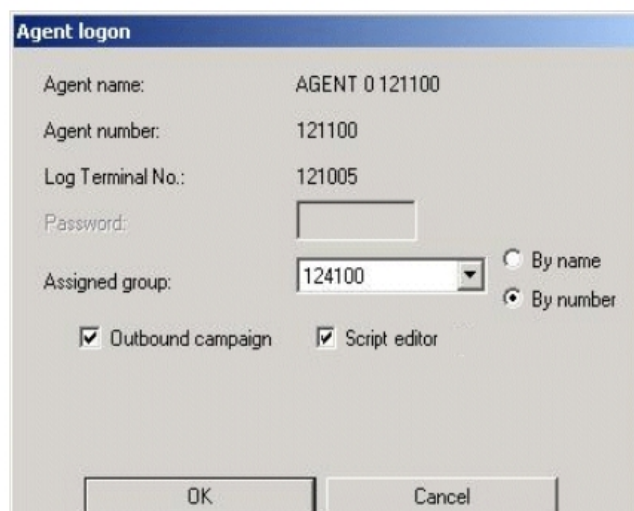 Agent logon
Agent name: AGENT 0 121100
Agent number: 121100
Log Terminal No.: 121005
Password:
Assigned group: 124100
By name
By number
Outbound campaign Script editor
OK Cancel